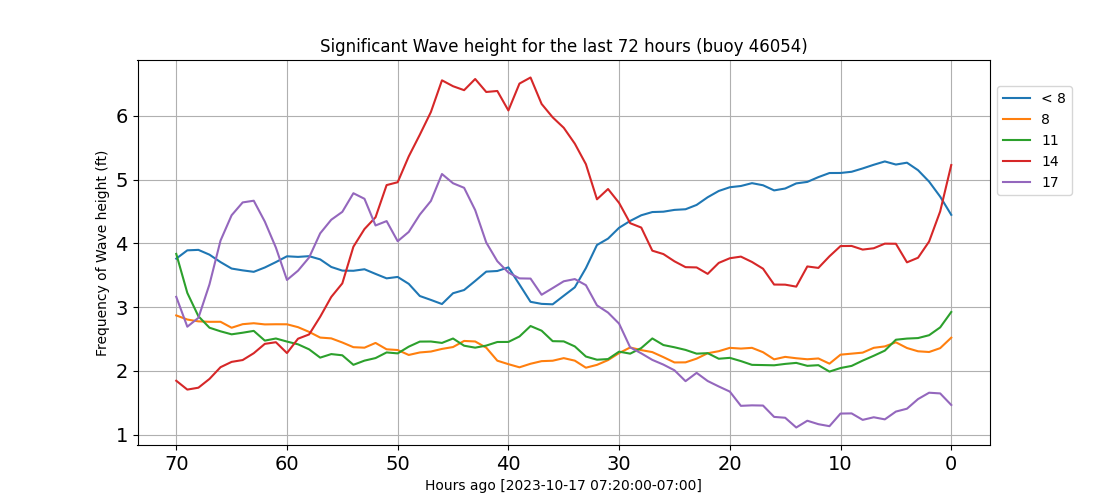 Significant Wave height for the last 72 hours (buoy 46054)
Frequency of Wave height (ft)
6
5
4
3
2
1
70 60 50 40 30 20 10 0
Hours ago [2023-10-17 07:20:00-07:00]
< 8
8
11
14
17